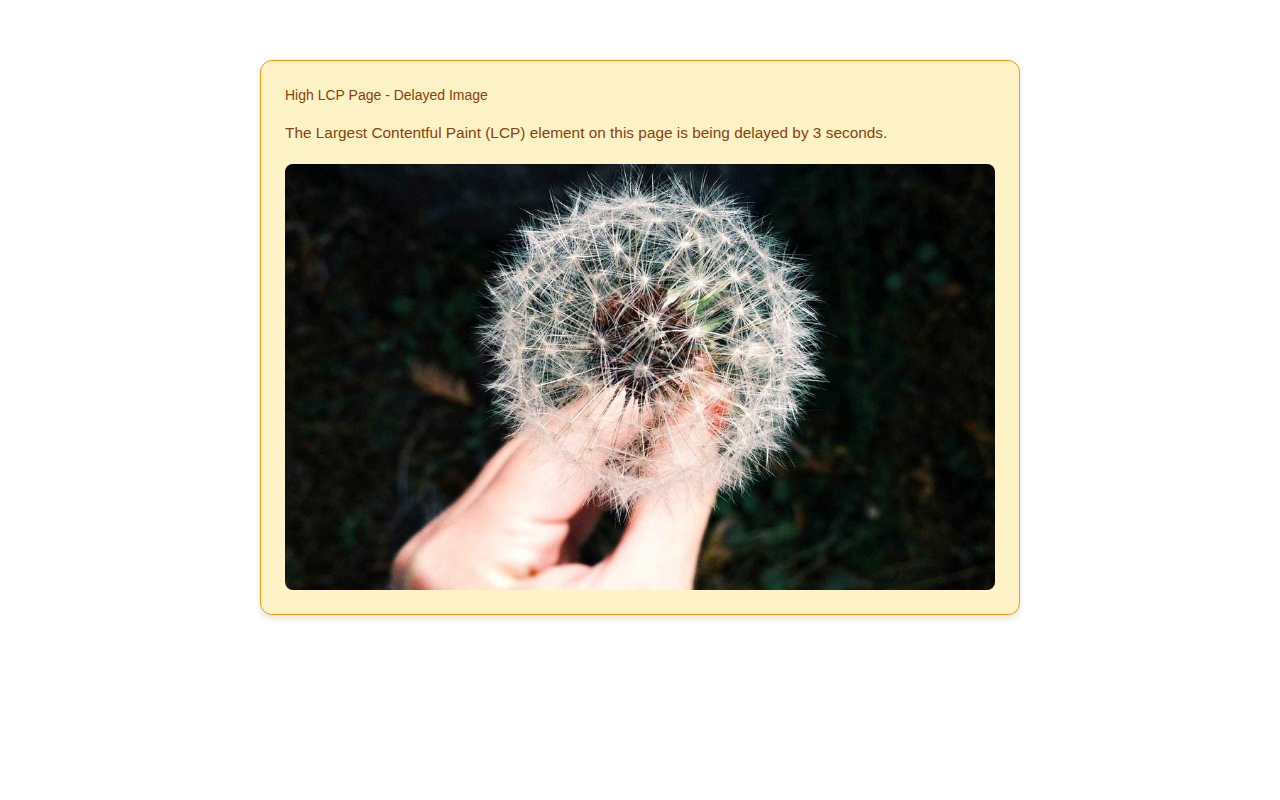 High LCP Page - Delayed Image
The Largest Contentful Paint (LCP) element on this page is being delayed by 3 seconds.